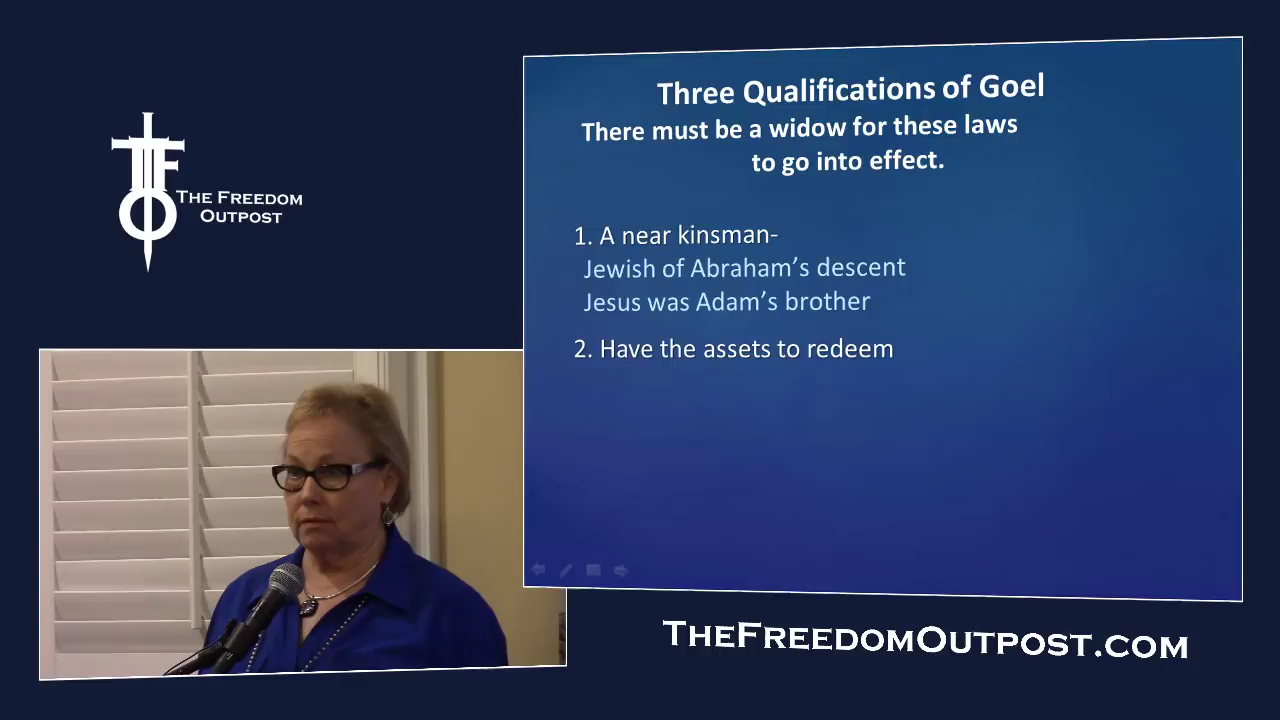 TF
O
THE FREEDOM
OUTPOST
Three Qualifications of Goel
There must be a widow for these laws
to go into effect.
1. A near kinsman-
Jewish of Abraham's descent
Jesus was Adam's brother
2. Have the assets to redeem
THEFREEDOMOUTPOST.COM